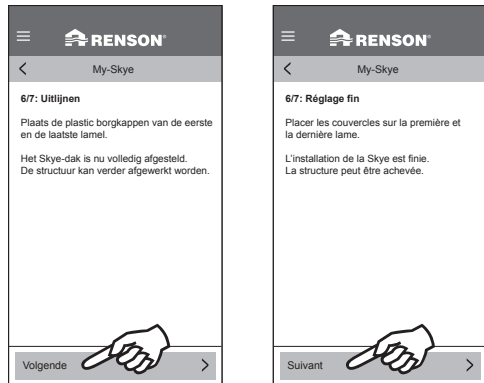 RENSON®
My-Skye
6/7: Uitlijnen
Plaats de plastic borgkappen van de eerste
en de laatste lamel.
Het Skye-dak is nu volledig afgesteld.
De structuur kan verder afgewerkt worden.
Volgende
RENSON®
My-Skye
6/7: Réglage fin
Placer les couvercles sur la première et
la dernière lame.
L'installation de la Skye est finie.
La structure peut être achevée.
Suivant